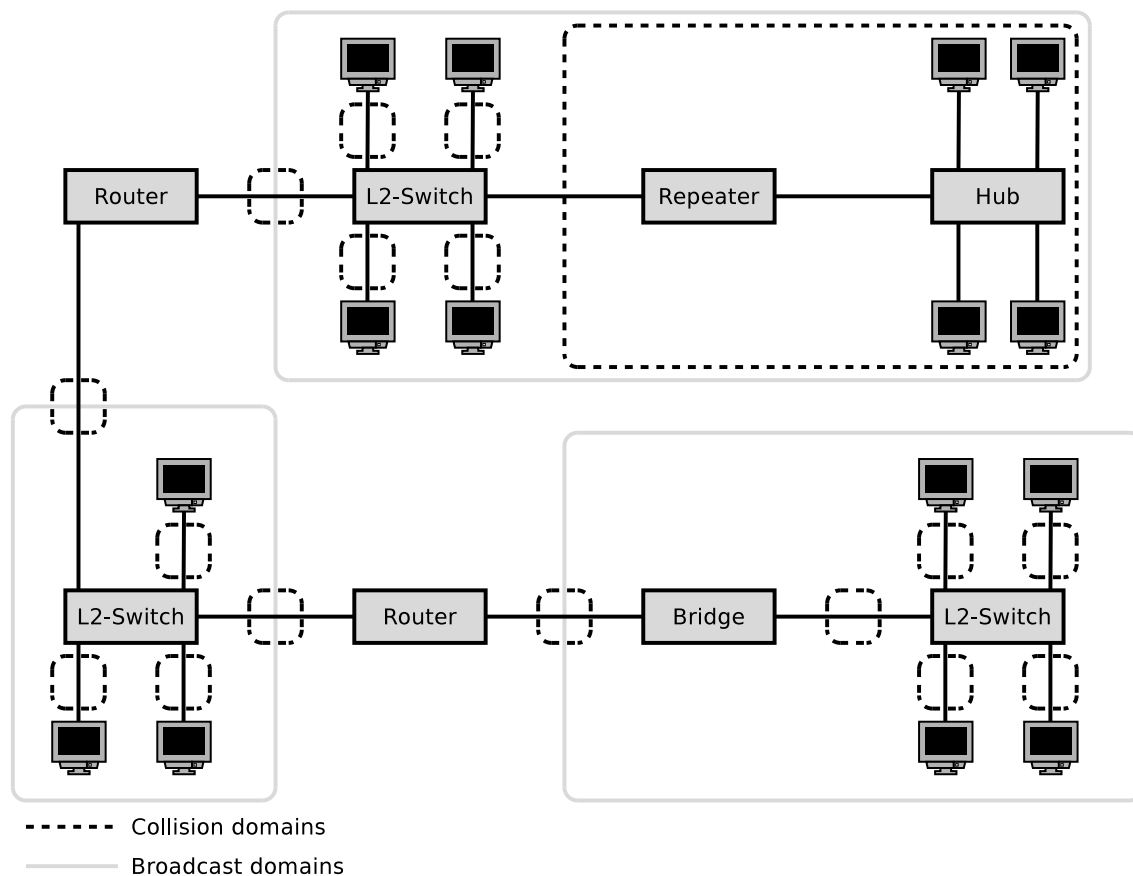 Router
L2-Switch
Repeater
Hub
L2-Switch
Router
Bridge
L2-Switch
Collision domains
Broadcast domains